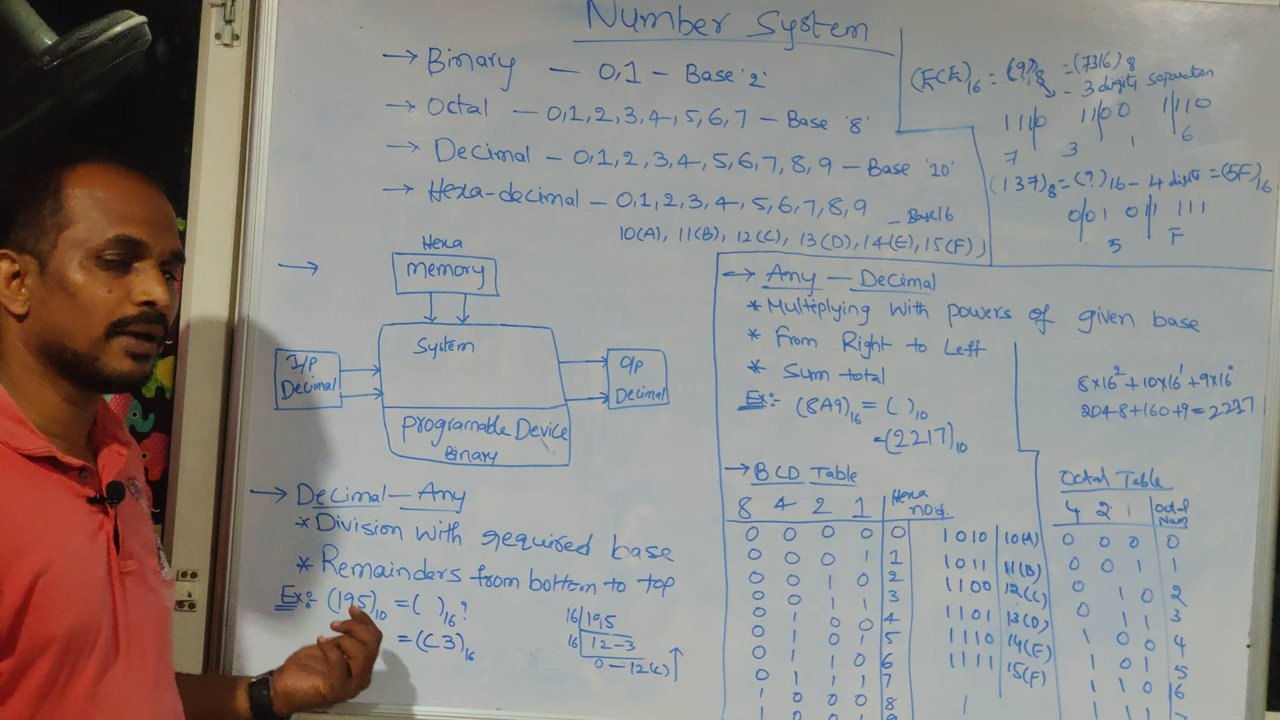 Number System
→ Binary — 0,1 — Base '2'
→ Octal — 0,1,2,3,4,5,6,7 — Base '8'
→ Decimal — 0,1,2,3,4,5,6,7,8,9 — Base '10'
→ Hexa-decimal — 0,1,2,3,4,5,6,7,8,9 — Base 16
10(A), 11(B), 12(C), 13(D), 14(E), 15(F)
= (?)8 = (7316)8
- 3 digits separation
1110 1100 1110
7 3 1 6
(137)8 = (?)16 - 4 digits = (5F)16
001 011 111
5 F
→
Hexa
memory
System
I/P
Decimal
O/P
Decimal
programable Device
Binary
→ Decimal — Any
* Division with required base
* Remainders from bottom to top
Ex:- (195)10 = ( )16?
= (C3)16
16 | 195
16 | 12 — 3
0 — 12(C)
→ Any — Decimal
* Multiplying with powers of given base
* From Right to Left
* Sum total
Ex:- (8A9)16 = ( )10
= (2217)10
8×16² + 10×16¹ + 9×16⁰
2048 + 160 + 9 = 2217
→ BCD Table
8 4 2 1 Hexa nos.
0 0 0 0 0 1010 10(A)
0 0 0 1 1 1011 11(B)
0 0 1 0 2 1100 12(C)
0 0 1 1 3 1101 13(D)
0 1 0 0 4 1110 14(E)
0 1 0 1 5 1111 15(F)
0 1 1 0 6
0 1 1 1 7
1 0 0 0 8
Octal Table
4 2 1 Octal Num
0 0 0 0
0 0 1 1
0 1 0 2
0 1 1 3
1 0 0 4
1 0 1 5
1 1 0 6
1 1 1 7